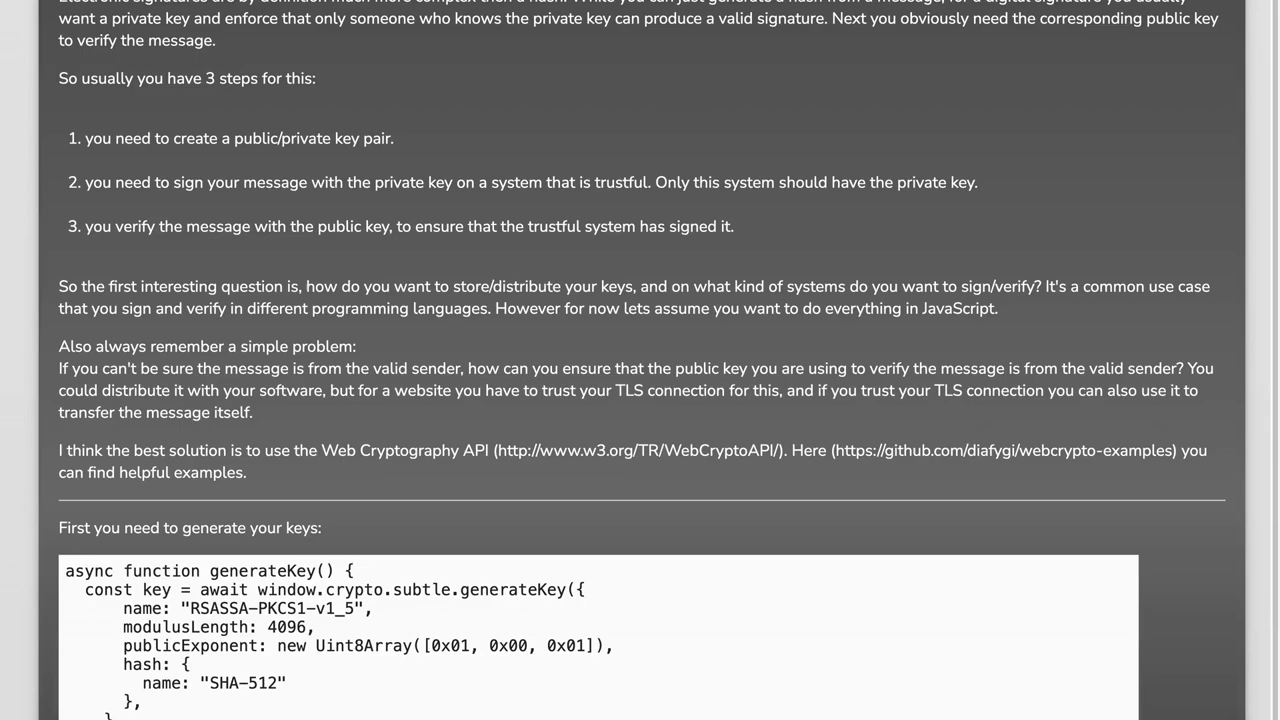 want a private key and enforce that only someone who knows the private key can produce a valid signature. Next you obviously need the corresponding public key
to verify the message.
So usually you have 3 steps for this:
1. you need to create a public/private key pair.
2. you need to sign your message with the private key on a system that is trustful. Only this system should have the private key.
3. you verify the message with the public key, to ensure that the trustful system has signed it.
So the first interesting question is, how do you want to store/distribute your keys, and on what kind of systems do you want to sign/verify? It's a common use case
that you sign and verify in different programming languages. However for now lets assume you want to do everything in JavaScript.
Also always remember a simple problem:
If you can't be sure the message is from the valid sender, how can you ensure that the public key you are using to verify the message is from the valid sender? You
could distribute it with your software, but for a website you have to trust your TLS connection for this, and if you trust your TLS connection you can also use it to
transfer the message itself.
I think the best solution is to use the Web Cryptography API (http://www.w3.org/TR/WebCryptoAPI/). Here (https://github.com/diafygi/webcrypto-examples) you
can find helpful examples.
First you need to generate your keys:
async function generateKey() {
const key = await window.crypto.subtle.generateKey({
name: "RSASSA-PKCS1-v1_5",
modulusLength: 4096,
publicExponent: new Uint8Array([0x01, 0x00, 0x01]),
hash: {
name: "SHA-512"
},
}